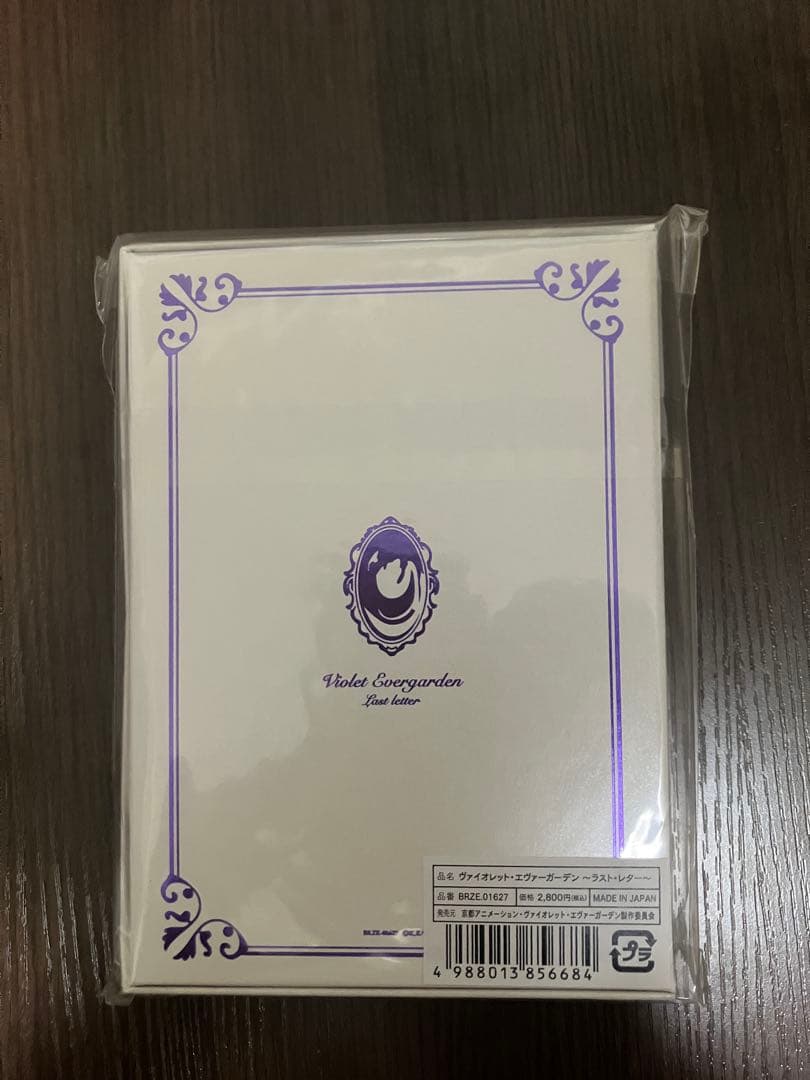 Violet Evergarden
Last letter
品名 ヴァイオレット・エヴァーガーデン ～ラスト・レター～
品番 BRZE.01627 価格 2,800円(税込) MADE IN JAPAN
発売元 京都アニメーション・ヴァイオレット・エヴァーガーデン製作委員会
4 988013 856684
プラ